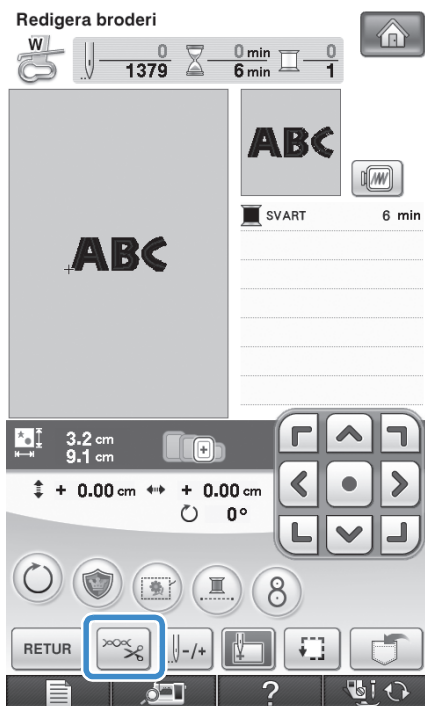 Redigera broderi
W
0
1379
0 min
6 min
0
1
ABC
ABC
SVART 6 min
3.2 cm
9.1 cm
+ 0.00 cm + 0.00 cm
0°
8
RETUR
-/+
?